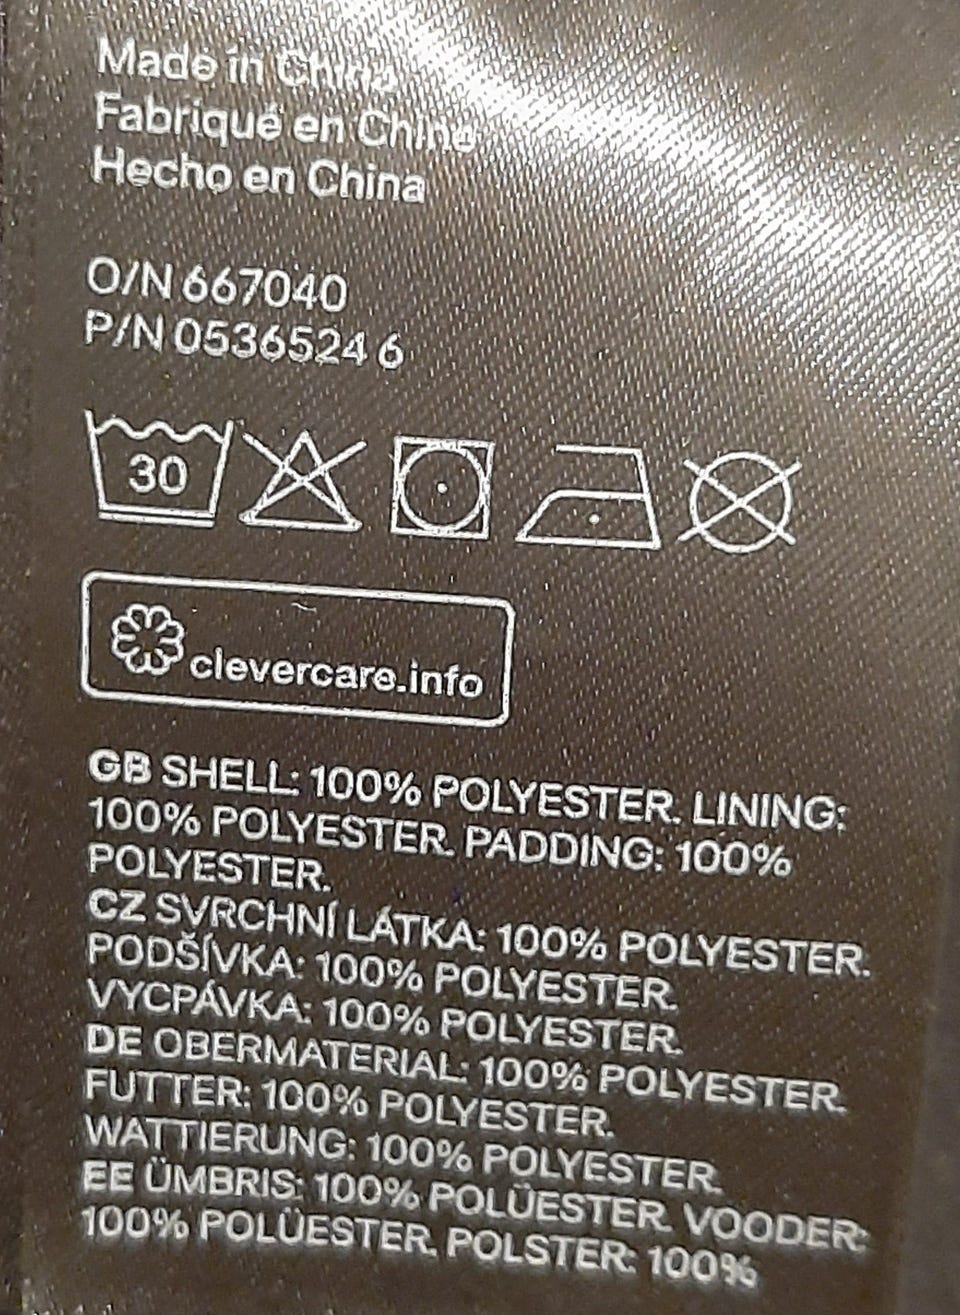 Made in China
Fabriqué en Chine
Hecho en China
O/N 667040
P/N 0536524 6
30
clevercare.info
GB SHELL: 100% POLYESTER. LINING:
100% POLYESTER. PADDING: 100%
POLYESTER.
CZ SVRCHNÍ LÁTKA: 100% POLYESTER.
PODŠÍVKA: 100% POLYESTER.
VYCPÁVKA: 100% POLYESTER.
DE OBERMATERIAL: 100% POLYESTER.
FUTTER: 100% POLYESTER.
WATTIERUNG: 100% POLYESTER.
EE ÜMBRIS: 100% POLÜESTER. VOODER:
100% POLÜESTER. POLSTER: 100%